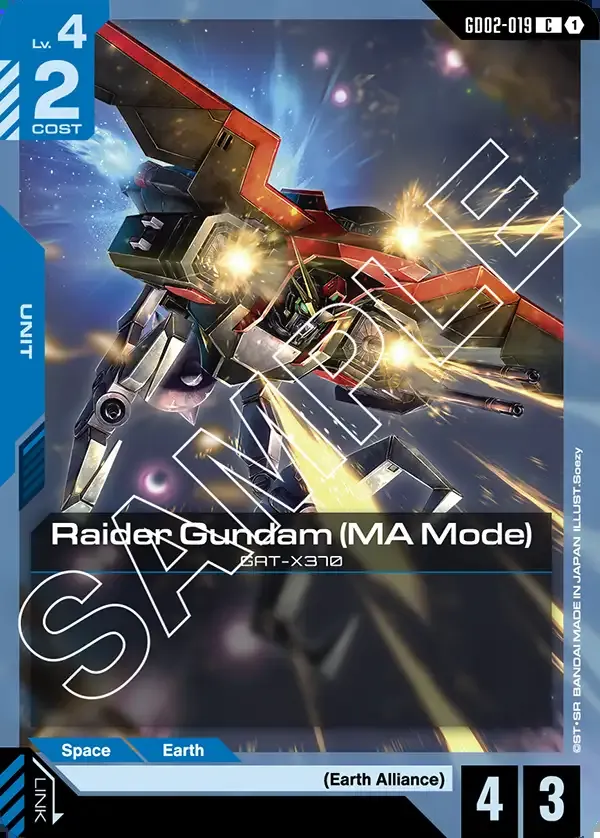 GD02-019 C 1
Lv. 4
2
COST
UNIT
SAMPLE
Raider Gundam (MA Mode)
GAT-X370
Space Earth
LINK
(Earth Alliance)
4 3
©ST・SR BANDAI MADE IN JAPAN ILLUST.Soezy